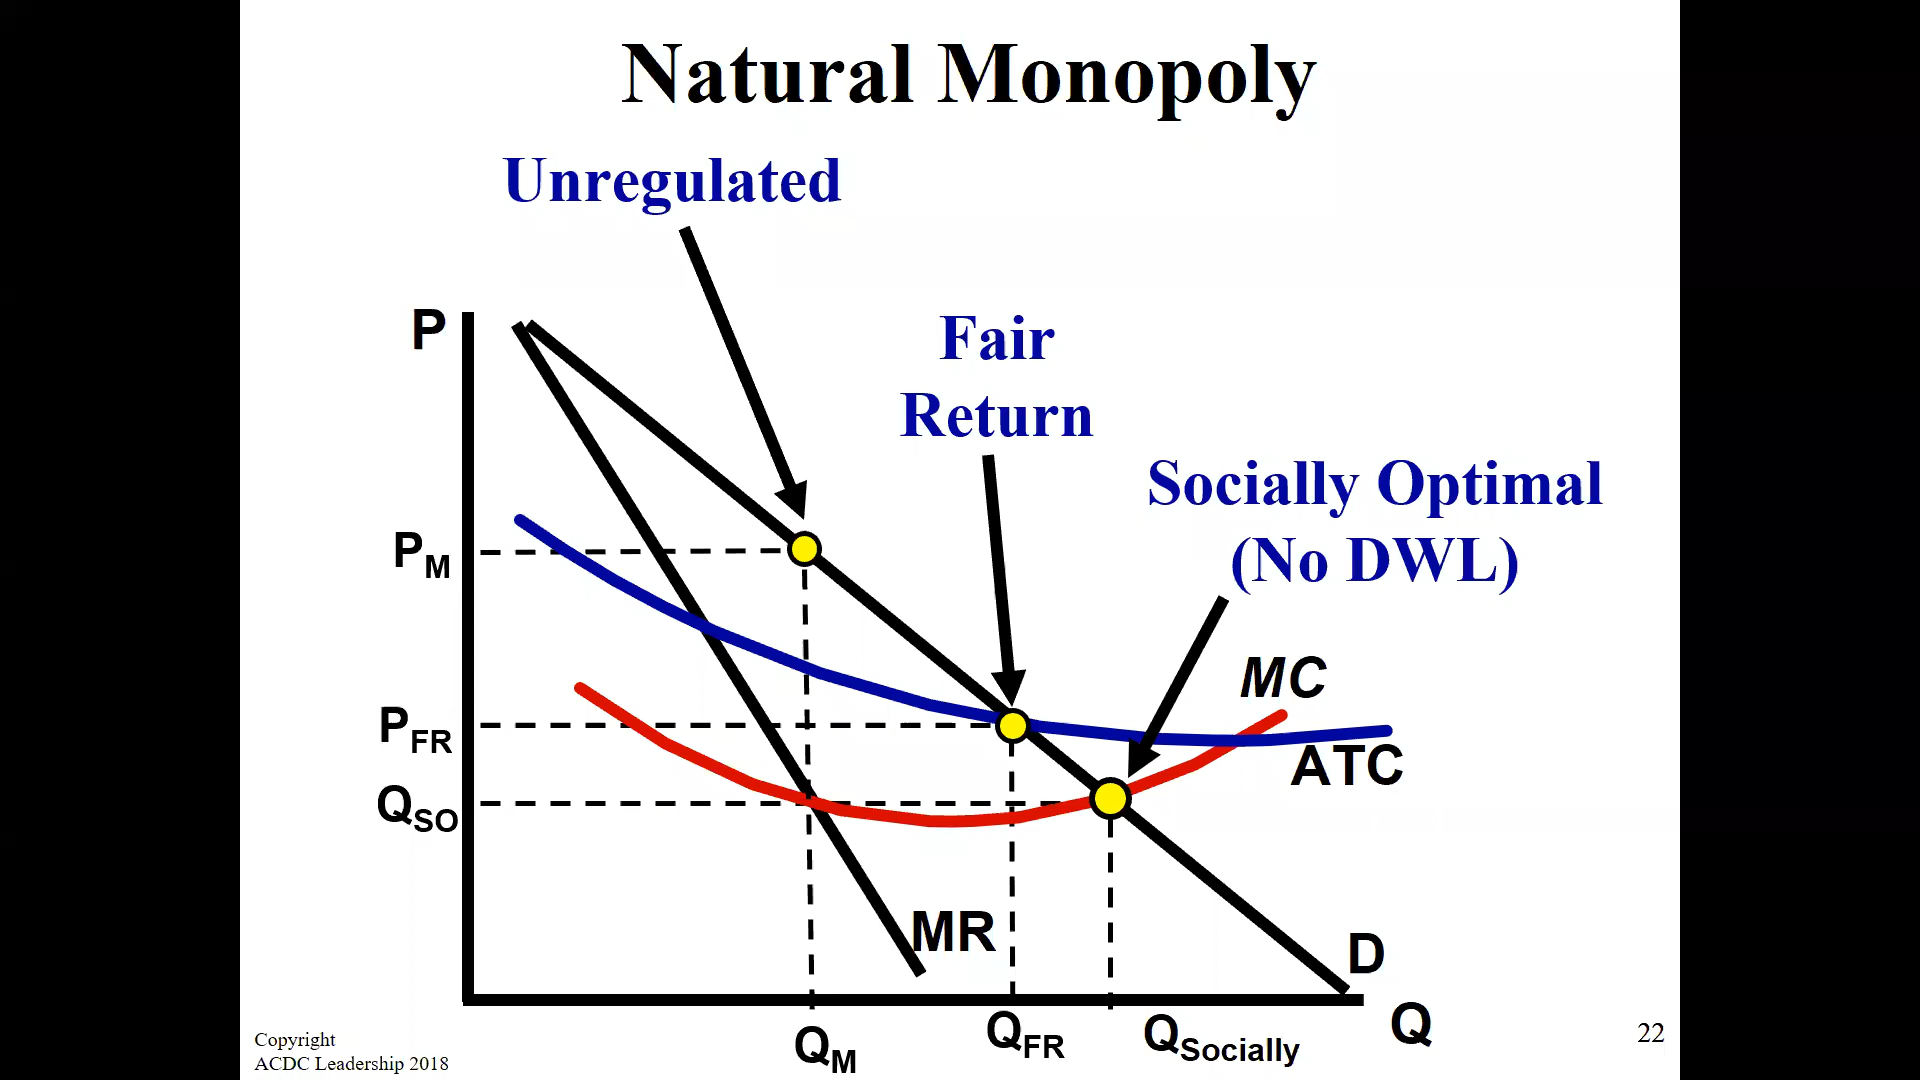 Natural Monopoly
Unregulated
P
Fair
Return
Socially Optimal
(No DWL)
PM
MC
PFR
ATC
QSO
MR
D
Q
QM
QFR
QSocially
22
Copyright
ACDC Leadership 2018